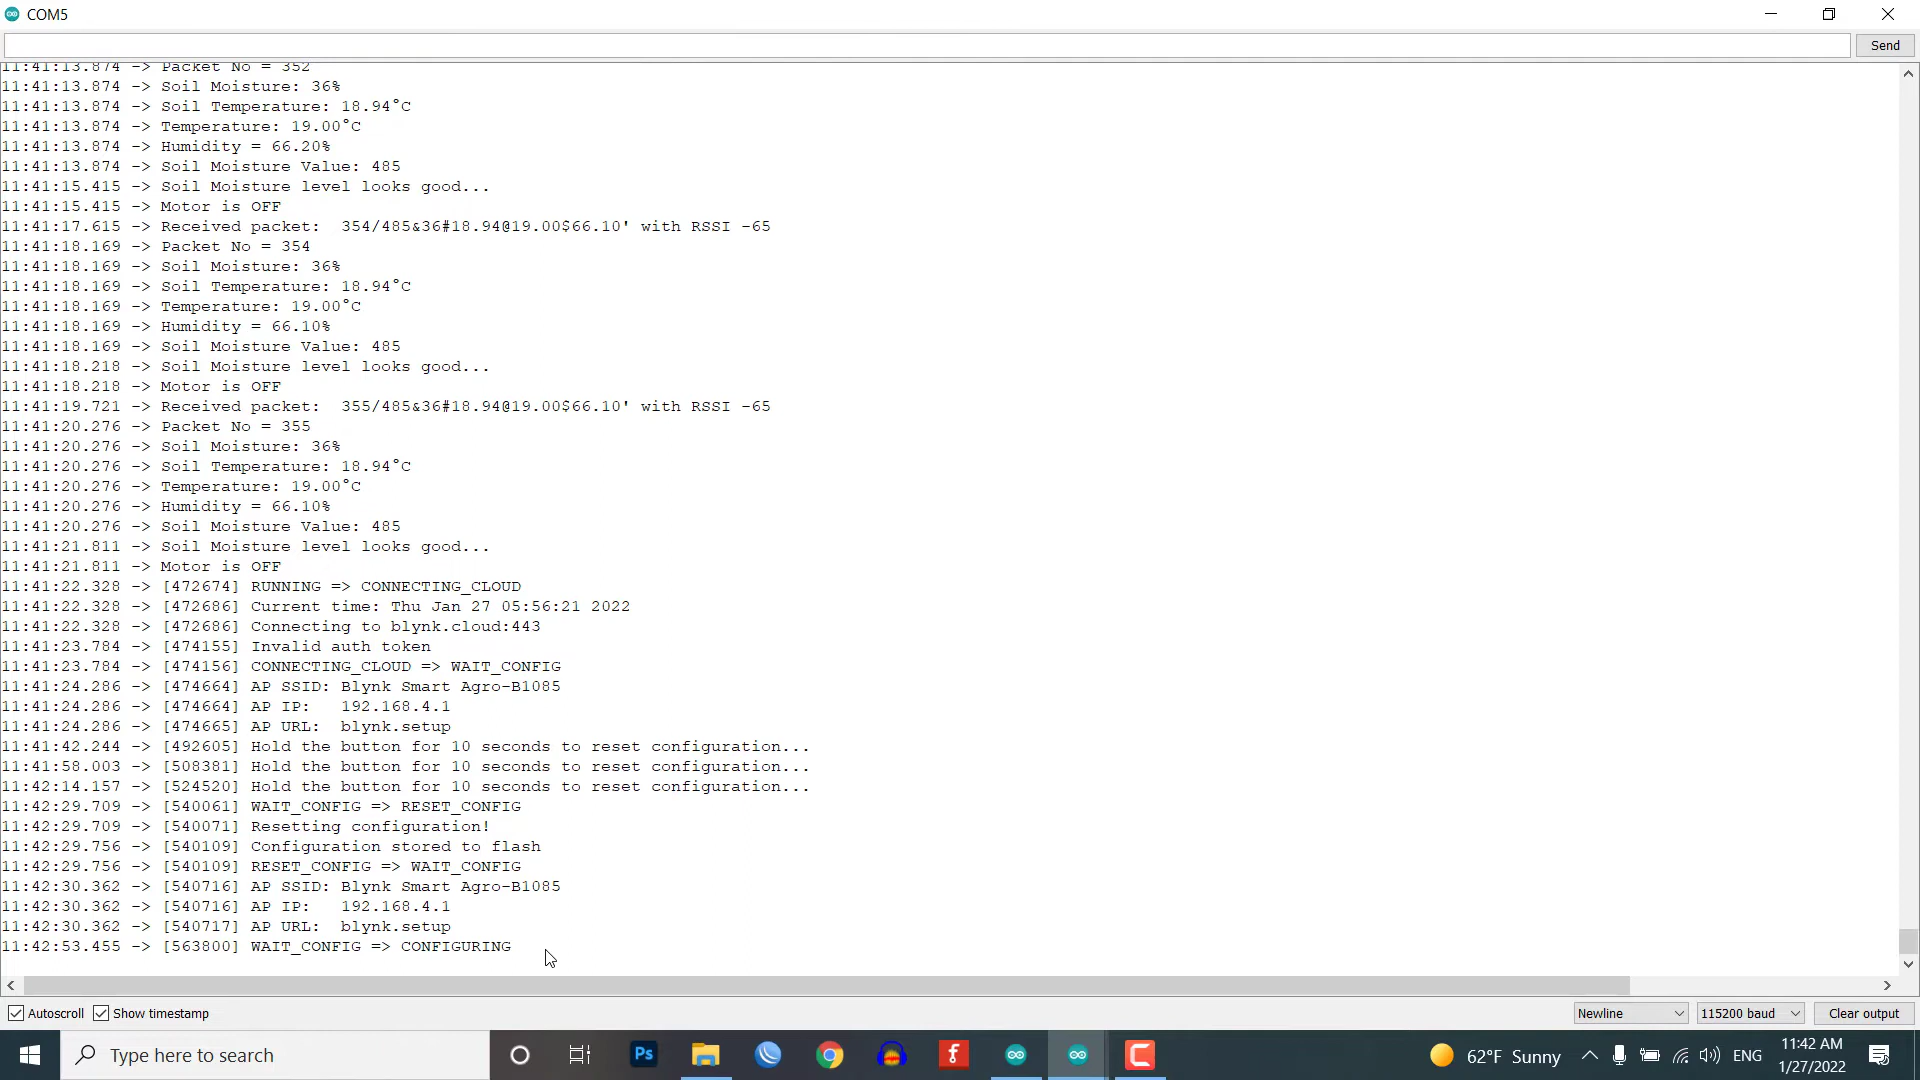 COM5
Send
11:41:13.874 -> Packet No = 352
11:41:13.874 -> Soil Moisture: 36%
11:41:13.874 -> Soil Temperature: 18.94°C
11:41:13.874 -> Temperature: 19.00°C
11:41:13.874 -> Humidity = 66.20%
11:41:13.874 -> Soil Moisture Value: 485
11:41:15.415 -> Soil Moisture level looks good...
11:41:15.415 -> Motor is OFF
11:41:17.615 -> Received packet:  354/485&36#18.94@19.00$66.10' with RSSI -65
11:41:18.169 -> Packet No = 354
11:41:18.169 -> Soil Moisture: 36%
11:41:18.169 -> Soil Temperature: 18.94°C
11:41:18.169 -> Temperature: 19.00°C
11:41:18.169 -> Humidity = 66.10%
11:41:18.169 -> Soil Moisture Value: 485
11:41:18.218 -> Soil Moisture level looks good...
11:41:18.218 -> Motor is OFF
11:41:19.721 -> Received packet:  355/485&36#18.94@19.00$66.10' with RSSI -65
11:41:20.276 -> Packet No = 355
11:41:20.276 -> Soil Moisture: 36%
11:41:20.276 -> Soil Temperature: 18.94°C
11:41:20.276 -> Temperature: 19.00°C
11:41:20.276 -> Humidity = 66.10%
11:41:20.276 -> Soil Moisture Value: 485
11:41:21.811 -> Soil Moisture level looks good...
11:41:21.811 -> Motor is OFF
11:41:22.328 -> [472674] RUNNING => CONNECTING_CLOUD
11:41:22.328 -> [472686] Current time: Thu Jan 27 05:56:21 2022
11:41:22.328 -> [472686] Connecting to blynk.cloud:443
11:41:23.784 -> [474155] Invalid auth token
11:41:23.784 -> [474156] CONNECTING_CLOUD => WAIT_CONFIG
11:41:24.286 -> [474664] AP SSID: Blynk Smart Agro-B1085
11:41:24.286 -> [474664] AP IP:   192.168.4.1
11:41:24.286 -> [474665] AP URL:  blynk.setup
11:41:42.244 -> [492605] Hold the button for 10 seconds to reset configuration...
11:41:58.003 -> [508381] Hold the button for 10 seconds to reset configuration...
11:42:14.157 -> [524520] Hold the button for 10 seconds to reset configuration...
11:42:29.709 -> [540061] WAIT_CONFIG => RESET_CONFIG
11:42:29.709 -> [540071] Resetting configuration!
11:42:29.756 -> [540109] Configuration stored to flash
11:42:29.756 -> [540109] RESET_CONFIG => WAIT_CONFIG
11:42:30.362 -> [540716] AP SSID: Blynk Smart Agro-B1085
11:42:30.362 -> [540716] AP IP:   192.168.4.1
11:42:30.362 -> [540717] AP URL:  blynk.setup
11:42:53.455 -> [563800] WAIT_CONFIG => CONFIGURING
Autoscroll Show timestamp Newline 115200 baud Clear output
Type here to search Ps 62°F Sunny ENG 11:42 AM
1/27/2022